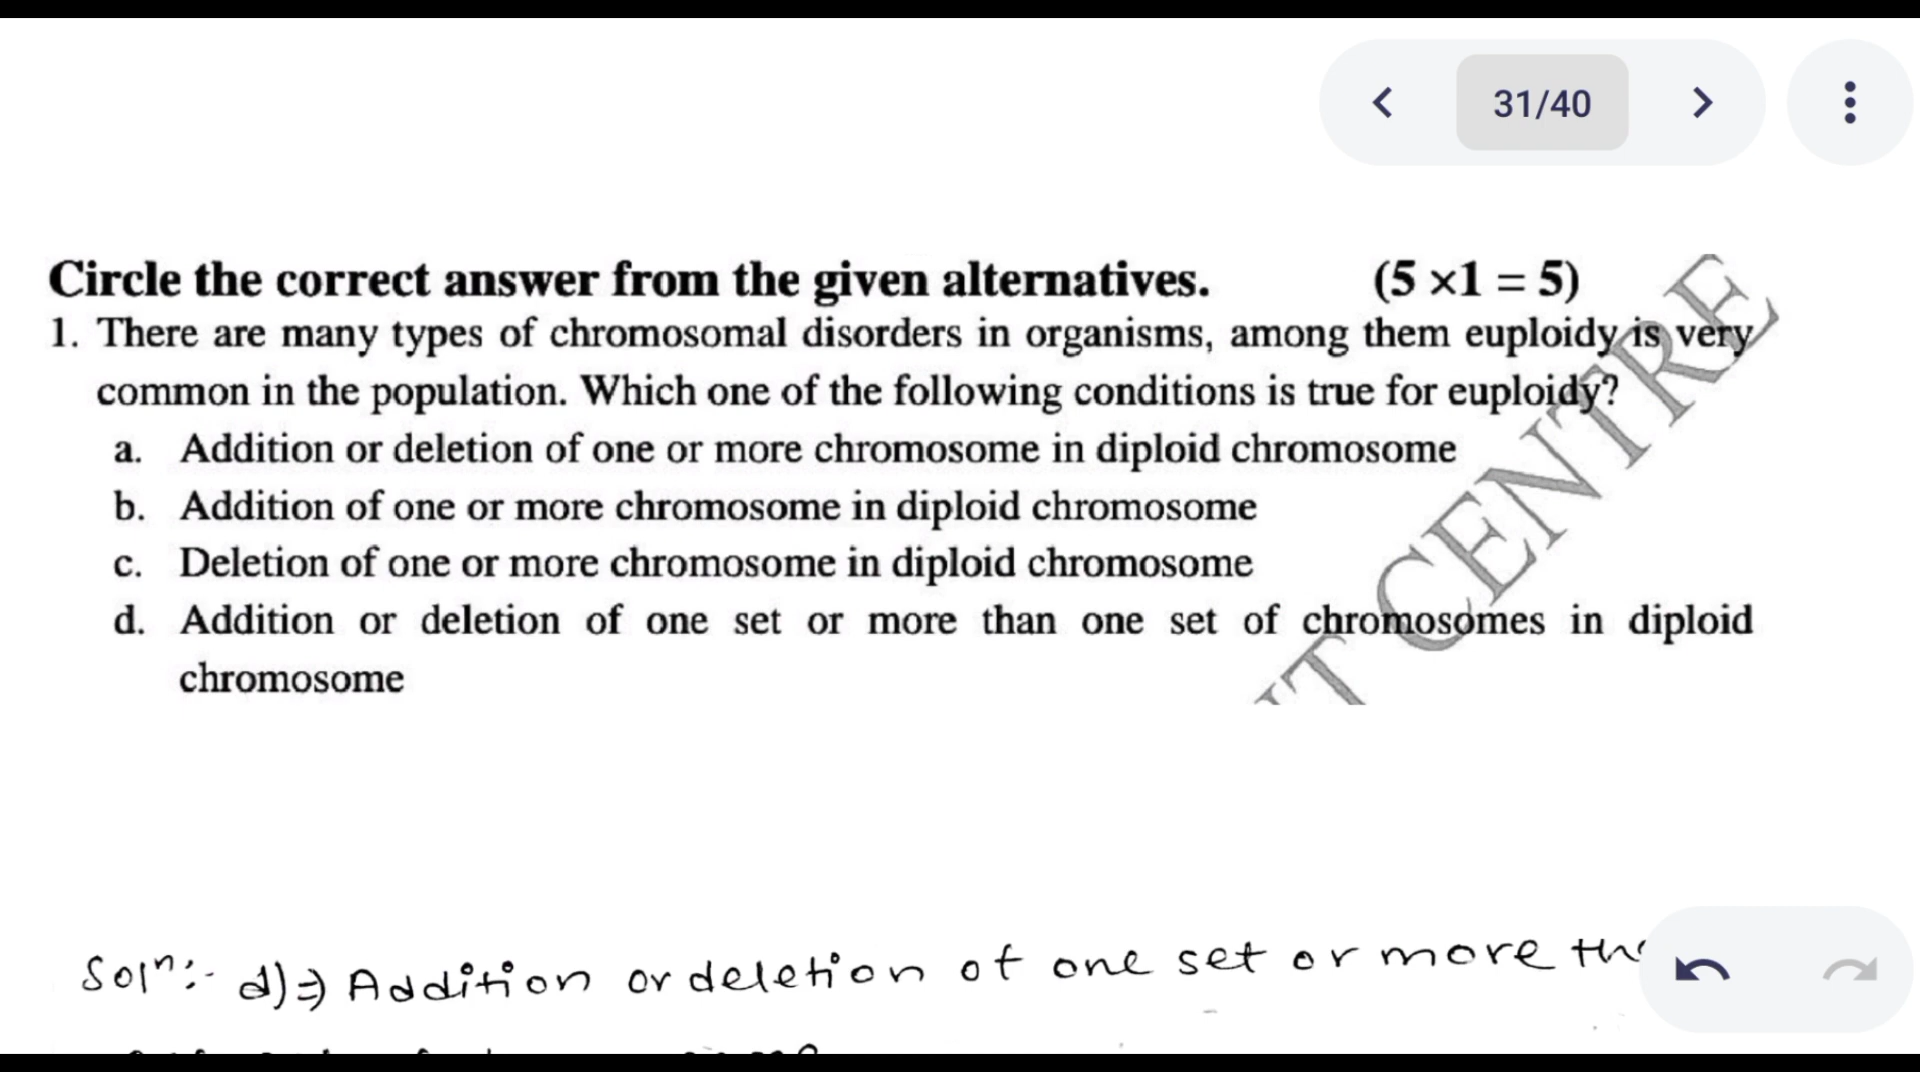 31/40
Circle the correct answer from the given alternatives. (5 ×1 = 5)
1. There are many types of chromosomal disorders in organisms, among them euploidy is very
common in the population. Which one of the following conditions is true for euploidy?
a. Addition or deletion of one or more chromosome in diploid chromosome
b. Addition of one or more chromosome in diploid chromosome
c. Deletion of one or more chromosome in diploid chromosome
d. Addition or deletion of one set or more than one set of chromosomes in diploid
chromosome
T CENTRE
Solⁿ:- d)⇒ Addition or deletion of one set or more